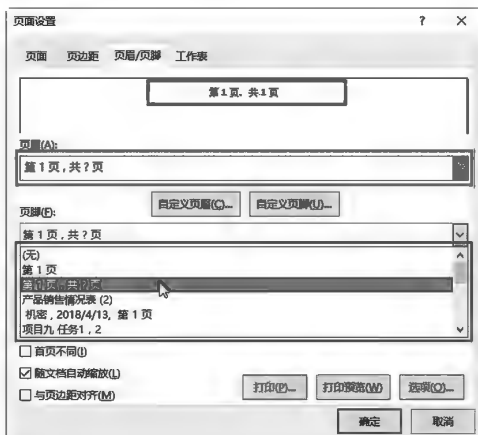 页面设置 ? ×
页面 页边距 页眉/页脚 工作表
第1页, 共1页
页眉(A):
第 1 页 , 共 ? 页
自定义页眉(C)... 自定义页脚(U)...
页脚(F):
第 1 页 , 共 ? 页
(无)
第 1 页
第 1 页 , 共 ? 页
产品销售情况表 (2)
机密 , 2018/4/13, 第 1 页
项目九 任务1 , 2
首页不同(I)
随文档自动缩放(L)
与页边距对齐(M)
打印(P)... 打印预览(W) 选项(O)...
确定 取消